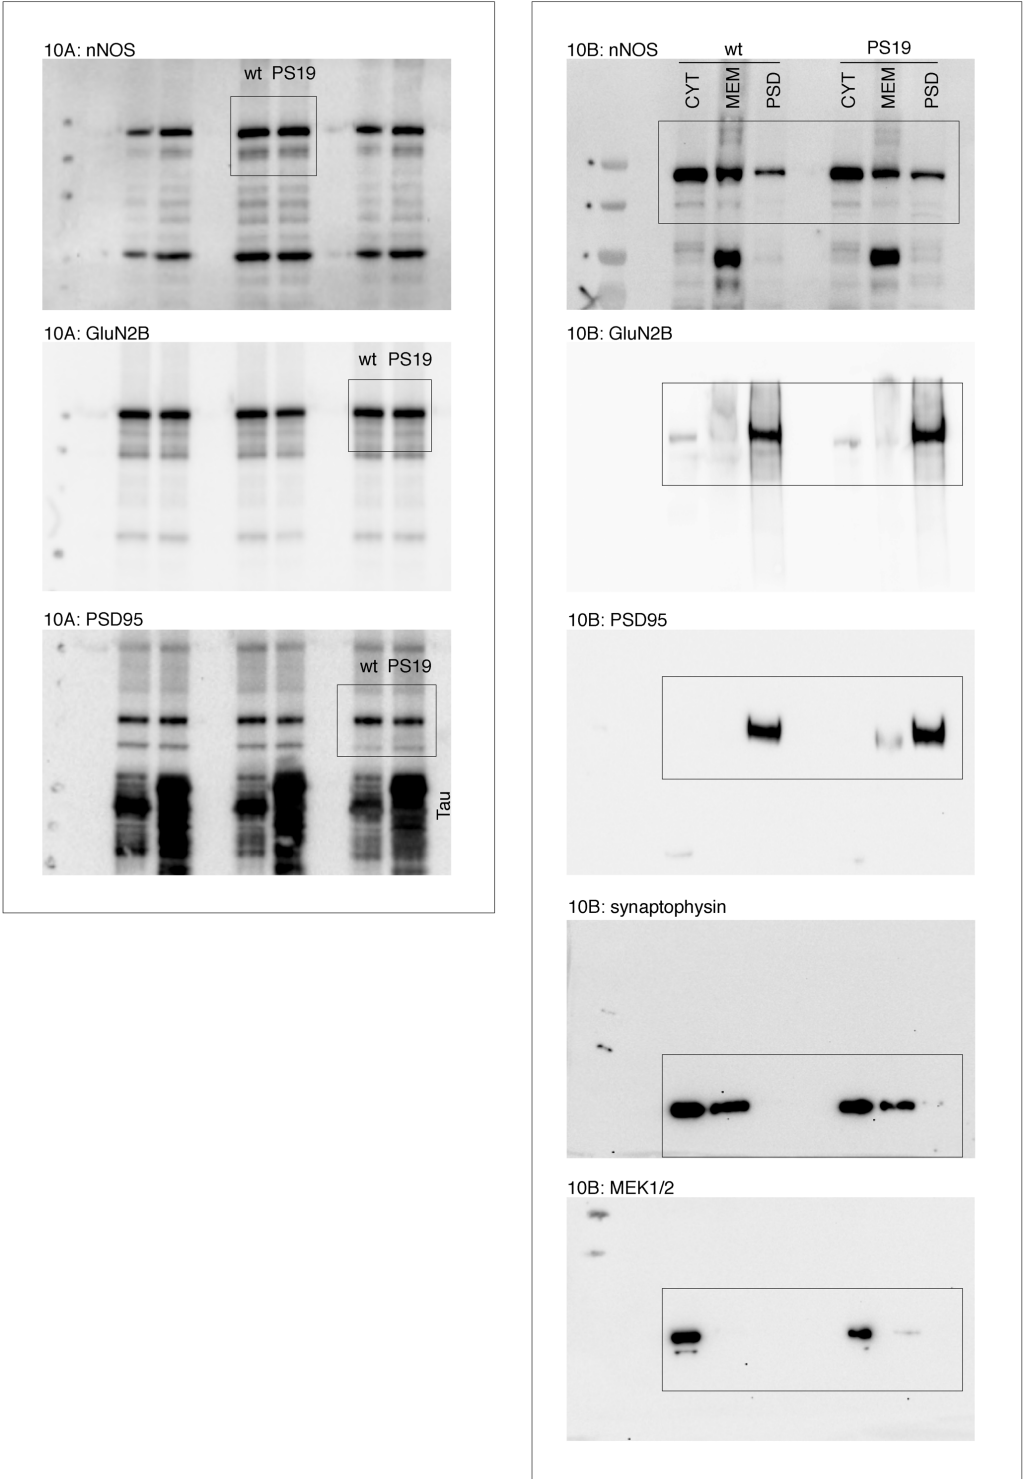 10A: nNOS
wt PS19
10A: GluN2B
wt PS19
10A: PSD95
wt PS19
Tau
10B: nNOS
wt
PS19
CYT
MEM
PSD
CYT
MEM
PSD
10B: GluN2B
10B: PSD95
10B: synaptophysin
10B: MEK1/2